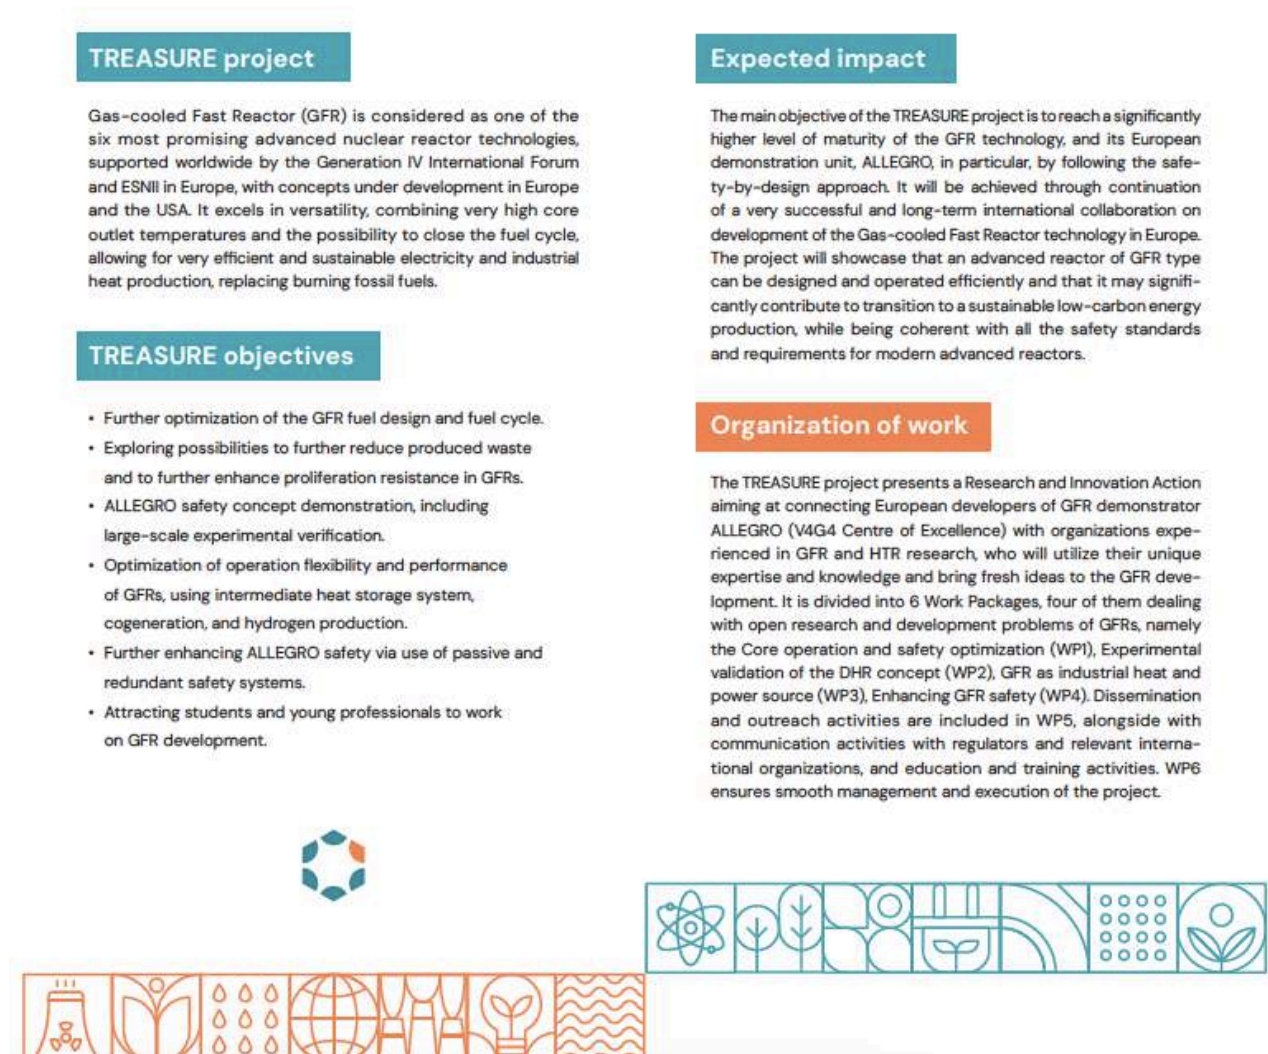 TREASURE project
Gas-cooled Fast Reactor (GFR) is considered as one of the
six most promising advanced nuclear reactor technologies,
supported worldwide by the Generation IV International Forum
and ESNII in Europe, with concepts under development in Europe
and the USA. It excels in versatility, combining very high core
outlet temperatures and the possibility to close the fuel cycle,
allowing for very efficient and sustainable electricity and industrial
heat production, replacing burning fossil fuels.
TREASURE objectives
• Further optimization of the GFR fuel design and fuel cycle.
• Exploring possibilities to further reduce produced waste
and to further enhance proliferation resistance in GFRs.
• ALLEGRO safety concept demonstration, including
large-scale experimental verification.
• Optimization of operation flexibility and performance
of GFRs, using intermediate heat storage system,
cogeneration, and hydrogen production.
• Further enhancing ALLEGRO safety via use of passive and
redundant safety systems.
• Attracting students and young professionals to work
on GFR development.
Expected impact
The main objective of the TREASURE project is to reach a significantly
higher level of maturity of the GFR technology, and its European
demonstration unit, ALLEGRO, in particular, by following the safe-
ty-by-design approach. It will be achieved through continuation
of a very successful and long-term international collaboration on
development of the Gas-cooled Fast Reactor technology in Europe.
The project will showcase that an advanced reactor of GFR type
can be designed and operated efficiently and that it may signifi-
cantly contribute to transition to a sustainable low-carbon energy
production, while being coherent with all the safety standards
and requirements for modern advanced reactors.
Organization of work
The TREASURE project presents a Research and Innovation Action
aiming at connecting European developers of GFR demonstrator
ALLEGRO (V4G4 Centre of Excellence) with organizations expe-
rienced in GFR and HTR research, who will utilize their unique
expertise and knowledge and bring fresh ideas to the GFR deve-
lopment. It is divided into 6 Work Packages, four of them dealing
with open research and development problems of GFRs, namely
the Core operation and safety optimization (WP1), Experimental
validation of the DHR concept (WP2), GFR as industrial heat and
power source (WP3), Enhancing GFR safety (WP4). Dissemination
and outreach activities are included in WP5, alongside with
communication activities with regulators and relevant interna-
tional organizations, and education and training activities. WP6
ensures smooth management and execution of the project.